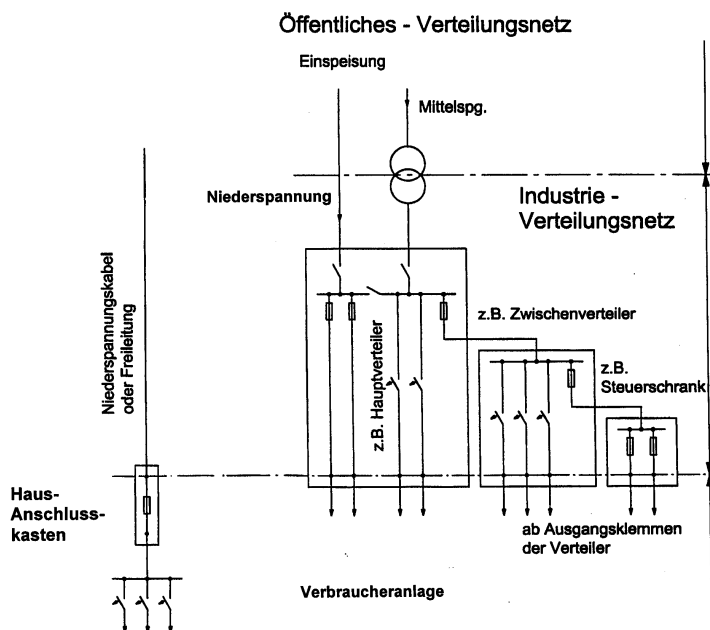 Öffentliches - Verteilungsnetz
Einspeisung
Mittelspg.
Niederspannung
Industrie -
Verteilungsnetz
Niederspannungskabel
oder Freileitung
z.B. Hauptverteiler
z.B. Zwischenverteiler
z.B.
Steuerschrank
Haus-
Anschluss-
kasten
ab Ausgangsklemmen
der Verteiler
Verbraucheranlage